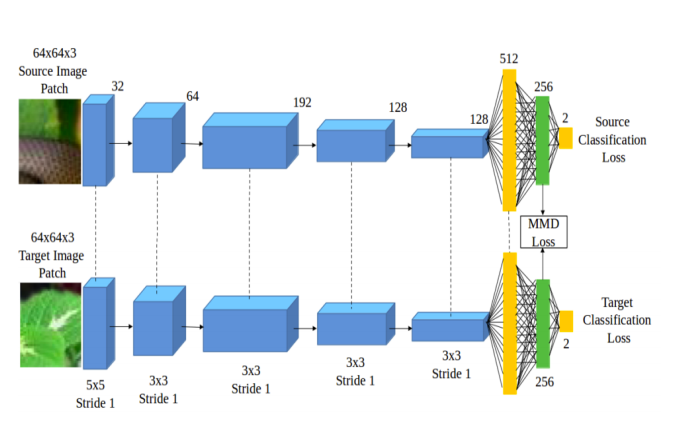 64x64x3
Source Image
Patch
32
64
192
128
128
512
256
2
Source
Classification
Loss
MMD
Loss
64x64x3
Target Image
Patch
5x5
Stride 1
3x3
Stride 1
3x3
Stride 1
3x3
Stride 1
3x3
Stride 1
256
2
Target
Classification
Loss